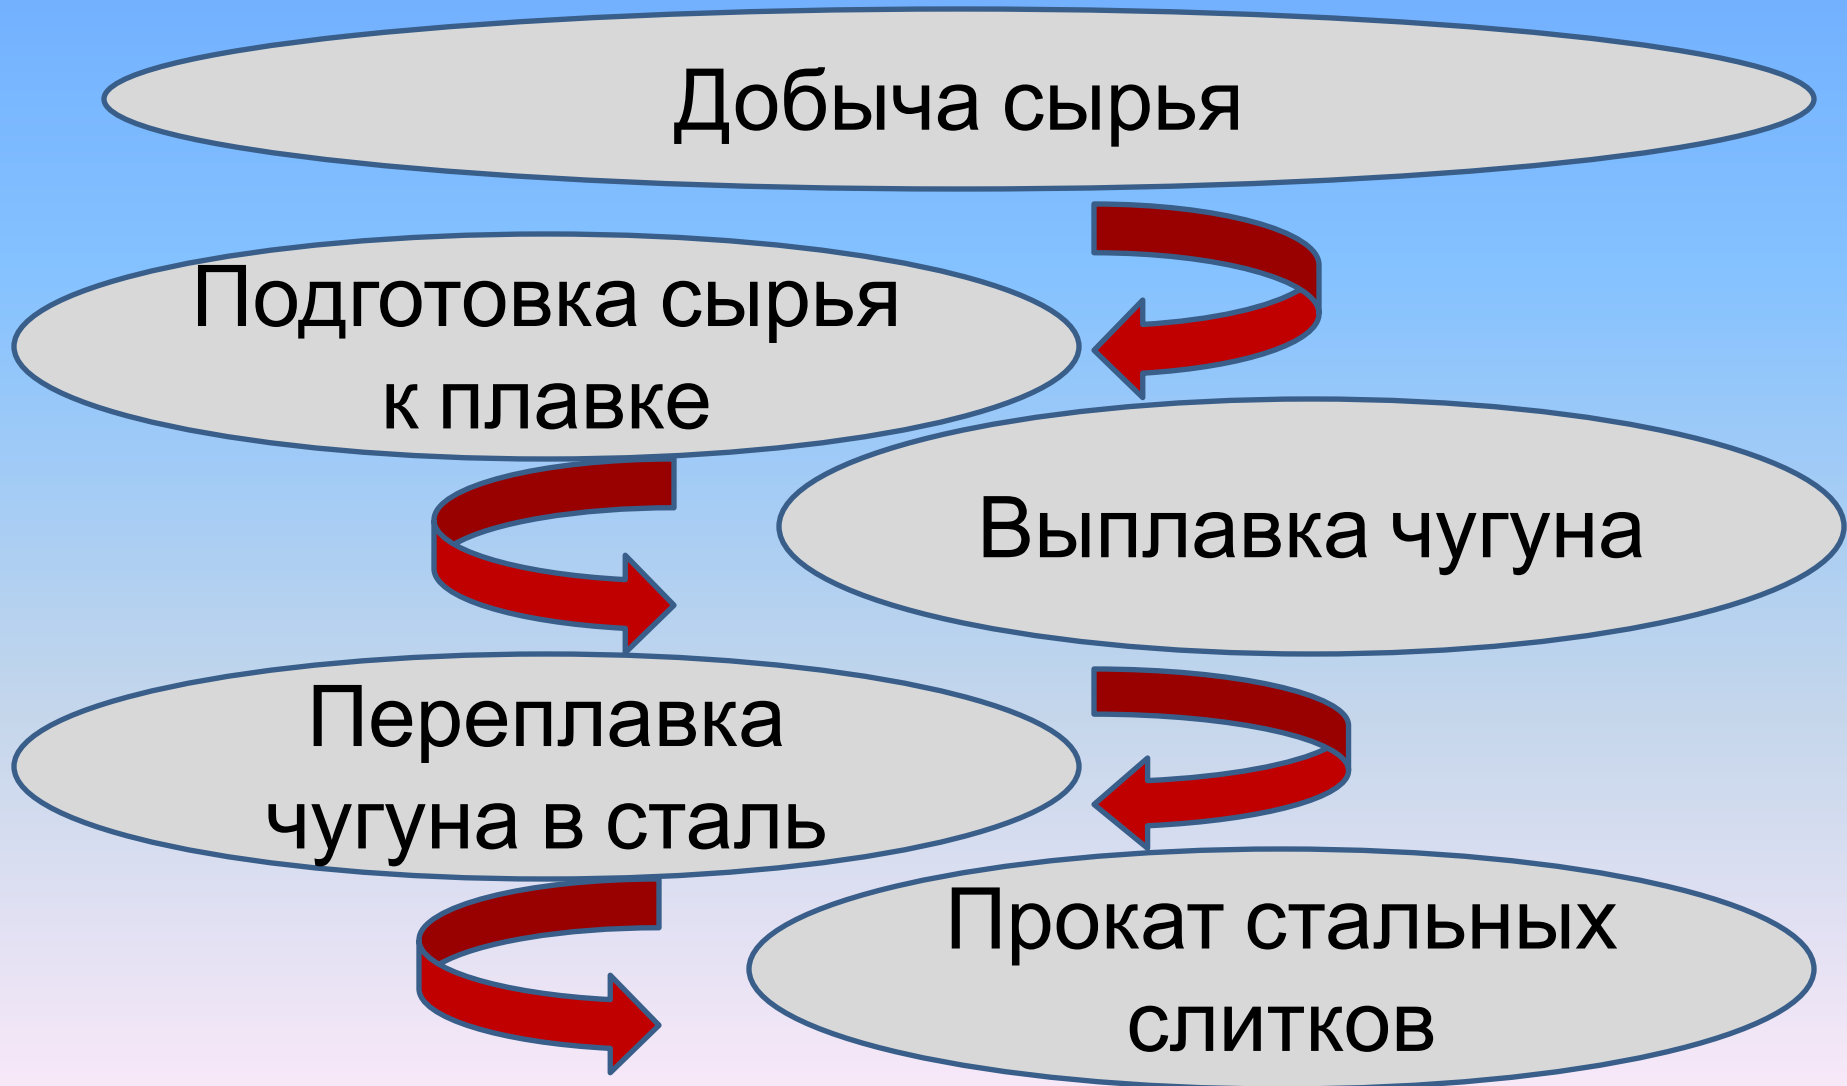 Добыча сырья
Подготовка сырья
к плавке
Выплавка чугуна
Переплавка
чугуна в сталь
Прокат стальных
слитков